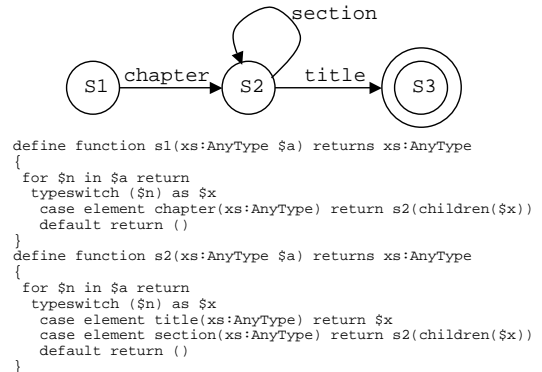 section
chapter
title
S1
S2
S3
define function s1(xs:AnyType $a) returns xs:AnyType
{
for $n in $a return
typeswitch ($n) as $x
case element chapter(xs:AnyType) return s2(children($x))
default return ()
}
define function s2(xs:AnyType $a) returns xs:AnyType
{
for $n in $a return
typeswitch ($n) as $x
case element title(xs:AnyType) return $x
case element section(xs:AnyType) return s2(children($x))
default return ()
}